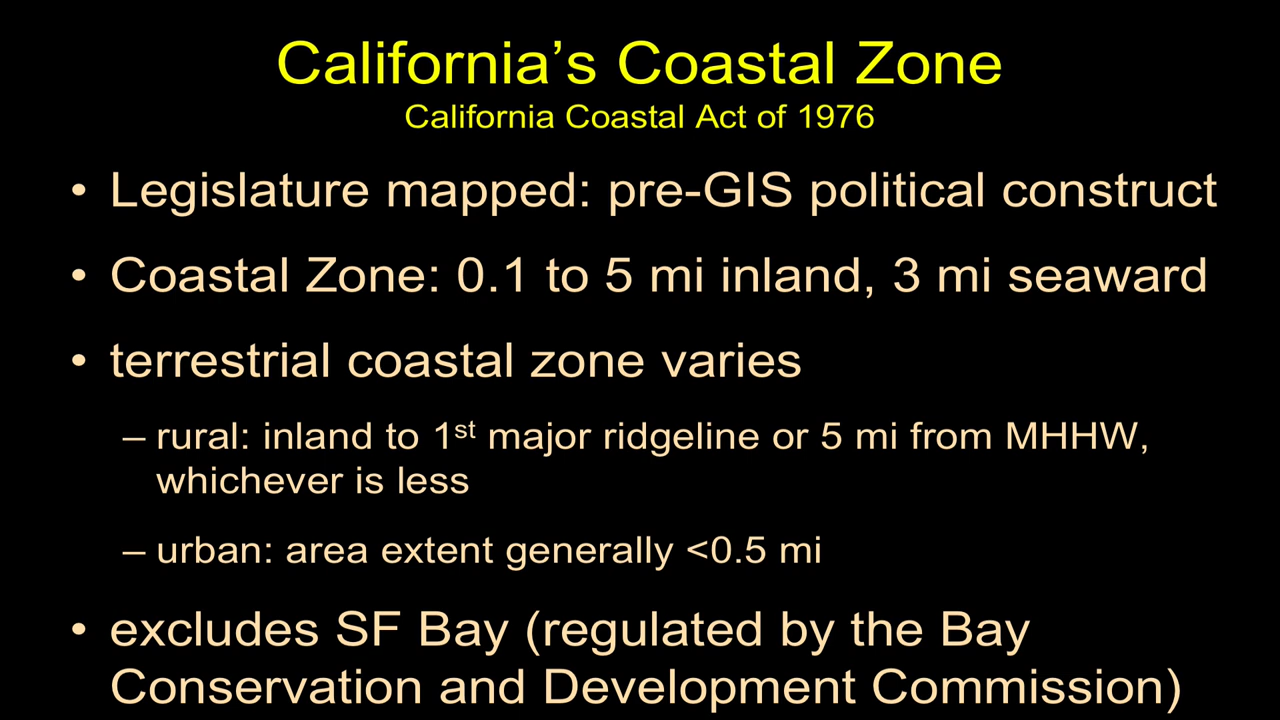 California’s Coastal Zone
California Coastal Act of 1976
• Legislature mapped: pre-GIS political construct
• Coastal Zone: 0.1 to 5 mi inland, 3 mi seaward
• terrestrial coastal zone varies
– rural: inland to 1st major ridgeline or 5 mi from MHHW,
whichever is less
– urban: area extent generally <0.5 mi
• excludes SF Bay (regulated by the Bay
Conservation and Development Commission)